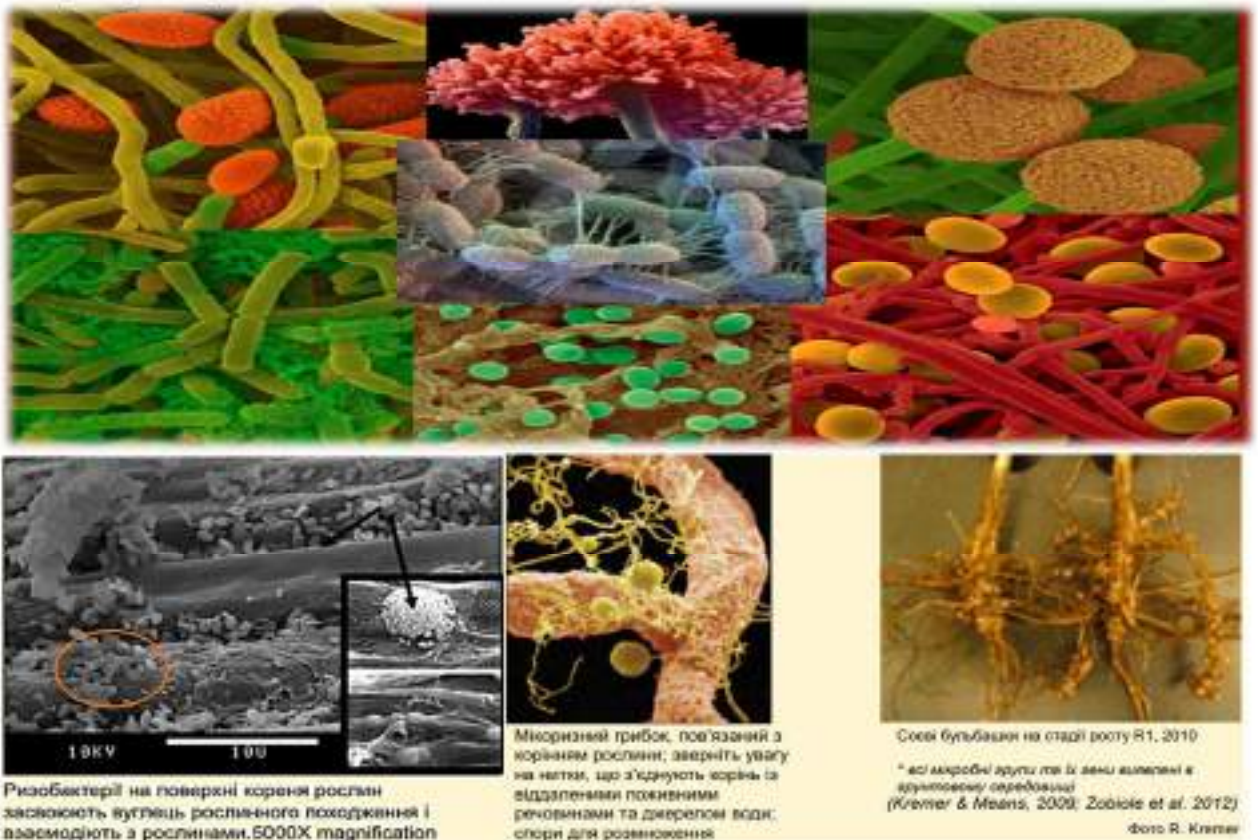 10KV 10U
Ризобактерії на поверхні кореня рослин
засвоюють вуглець рослинного походження і
взаємодіють з рослинами.5000X magnification
Мікоризний грибок, пов'язаний з
корінням рослини; зверніть увагу
на нитки, що з'єднують корінь із
віддаленими поживними
речовинами та джерелом води;
спори для розмноження
Соєві бульбашки на стадії росту R1, 2010
* всі мікробні групи та їх гени виявлені в
ґрунтовому середовищі
(Kremer & Means, 2009; Zobiole et al. 2012)
Фото R. Kremer